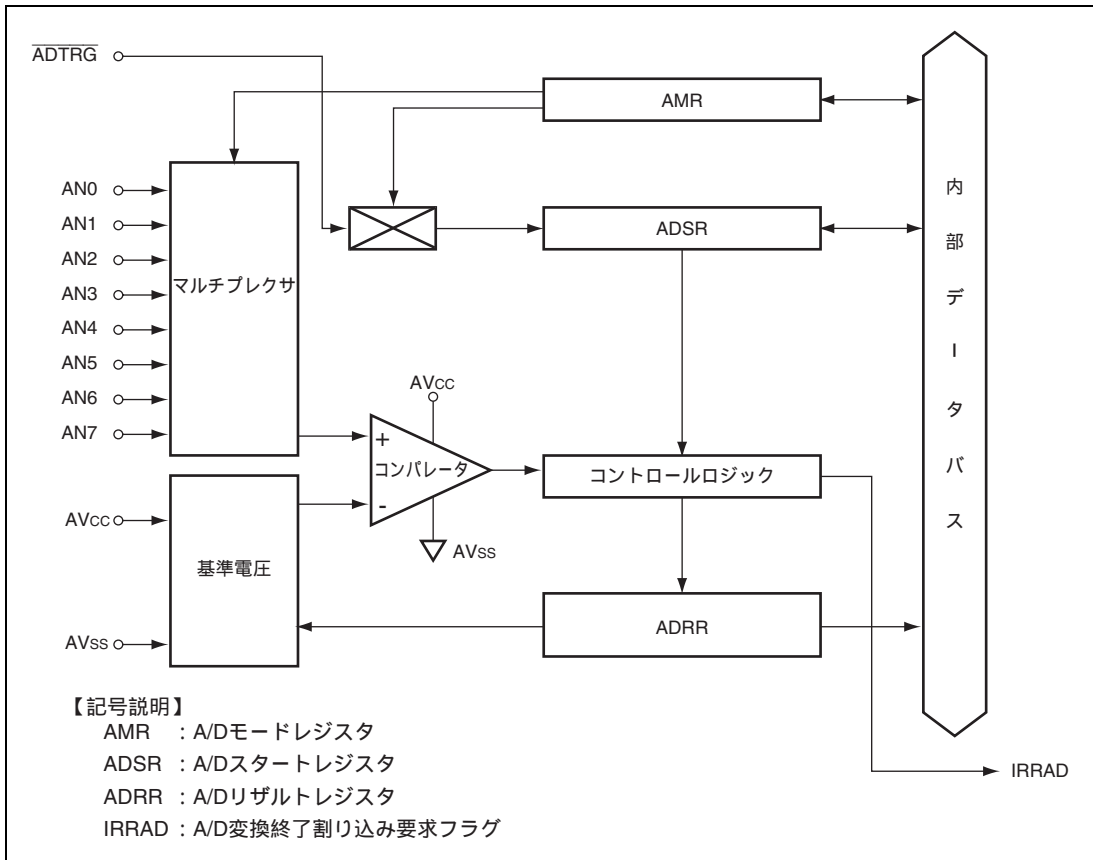 ADTRG
AMR
AN0
AN1
AN2
AN3
AN4
AN5
AN6
AN7
マルチプレクサ
ADSR
内部データバス
AVCC
+
コンパレータ
-
AVSS
コントロールロジック
AVCC
基準電圧
AVSS
ADRR
IRRAD
【記号説明】
AMR : A/Dモードレジスタ
ADSR : A/Dスタートレジスタ
ADRR : A/Dリザルトレジスタ
IRRAD : A/D変換終了割り込み要求フラグ